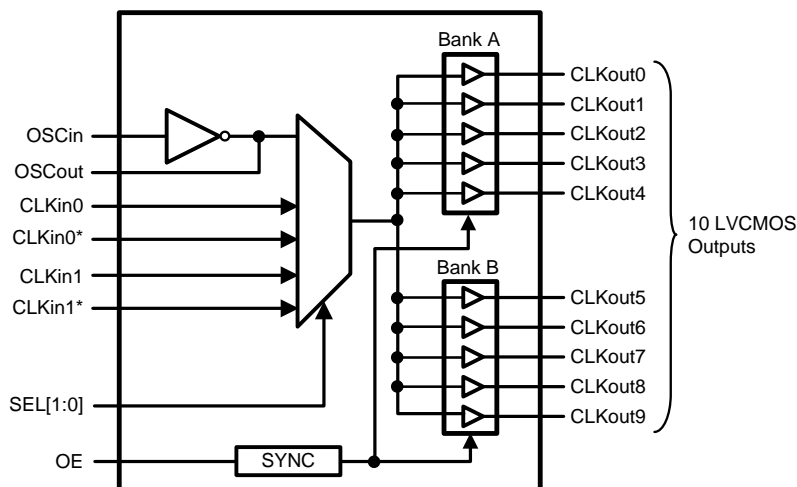 Bank A
OSCin
OSCout
CLKin0
CLKin0*
CLKin1
CLKin1*
SEL[1:0]
OE
SYNC
CLKout0
CLKout1
CLKout2
CLKout3
CLKout4
Bank B
CLKout5
CLKout6
CLKout7
CLKout8
CLKout9
10 LVCMOS
Outputs